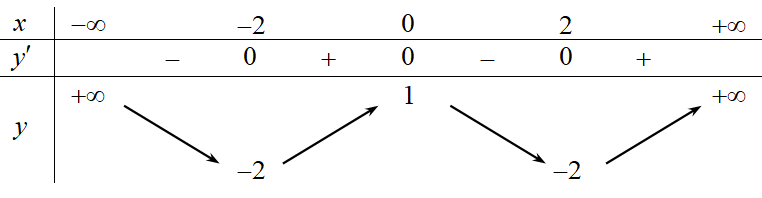 x −∞ −2 0 2 +∞
y′ − 0 + 0 − 0 + 
+∞ 1 +∞
y
−2 −2